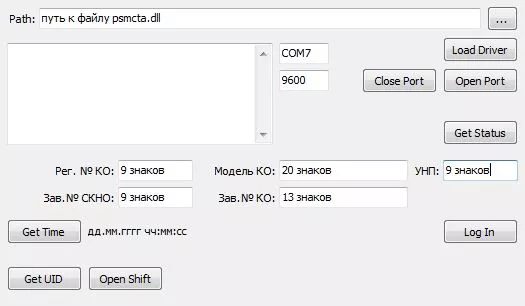 Path: путь к файлу psmcta.dll ...
COM7 Load Driver
9600 Close Port Open Port
Get Status
Рег. № КО: 9 знаков Модель КО: 20 знаков УНП: 9 знаков
Зав.№ СКНО: 9 знаков Зав.№ КО: 13 знаков
Get Time дд.мм.гггг чч:мм:сс Log In
Get UID Open Shift